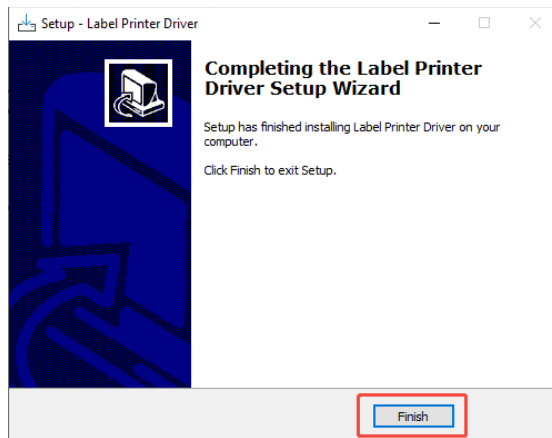 Setup - Label Printer Driver
Completing the Label Printer
Driver Setup Wizard
Setup has finished installing Label Printer Driver on your
computer.
Click Finish to exit Setup.
Finish